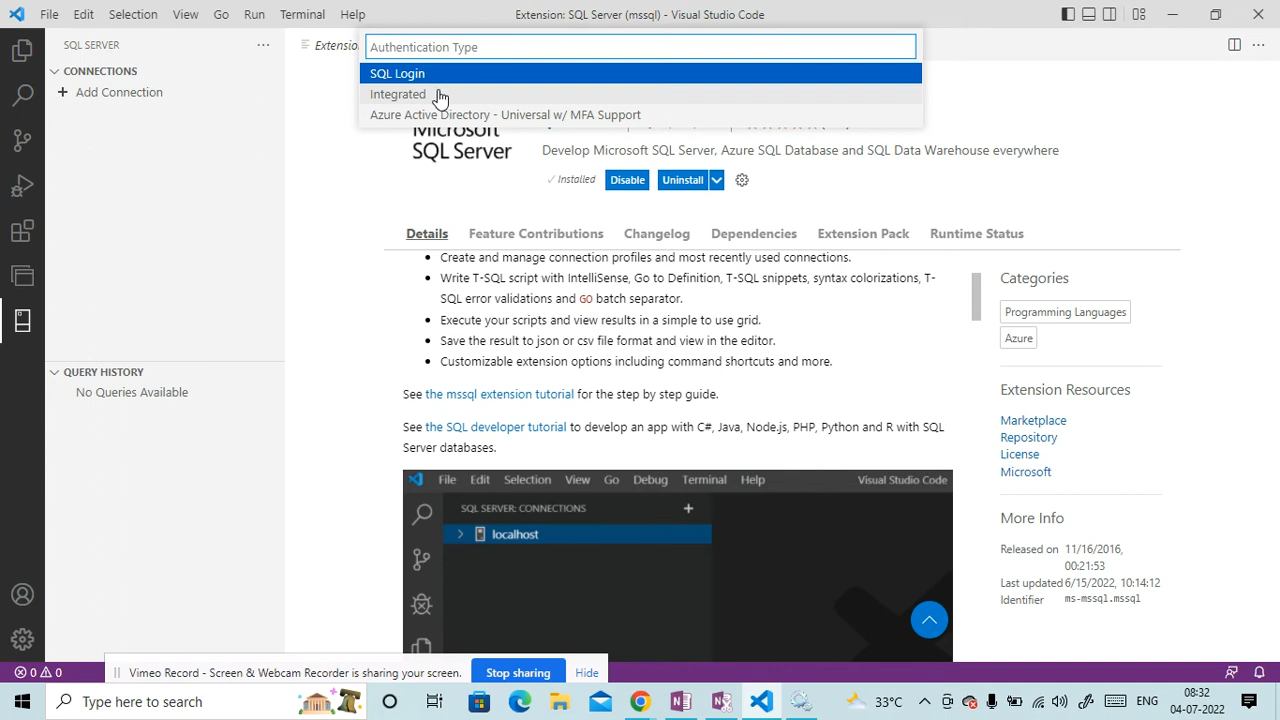 File Edit Selection View Go Run Terminal Help Extension: SQL Server (mssql) - Visual Studio Code
SQL SERVER
Extensio
Authentication Type
SQL Login
Integrated
Azure Active Directory - Universal w/ MFA Support
CONNECTIONS
Add Connection
QUERY HISTORY
No Queries Available
Microsoft
SQL Server
Develop Microsoft SQL Server, Azure SQL Database and SQL Data Warehouse everywhere
Installed Disable Uninstall
Details Feature Contributions Changelog Dependencies Extension Pack Runtime Status
• Create and manage connection profiles and most recently used connections.
• Write T-SQL script with IntelliSense, Go to Definition, T-SQL snippets, syntax colorizations, T-
SQL error validations and GO batch separator.
• Execute your scripts and view results in a simple to use grid.
• Save the result to json or csv file format and view in the editor.
• Customizable extension options including command shortcuts and more.
See the mssql extension tutorial for the step by step guide.
See the SQL developer tutorial to develop an app with C#, Java, Node.js, PHP, Python and R with SQL
Server databases.
File Edit Selection View Go Debug Terminal Help Visual Studio Code
SQL SERVER: CONNECTIONS
localhost
Categories
Programming Languages
Azure
Extension Resources
Marketplace
Repository
License
Microsoft
More Info
Released on 11/16/2016,
00:21:53
Last updated 6/15/2022, 10:14:12
Identifier ms-mssql.mssql
0 0
Vimeo Record - Screen & Webcam Recorder is sharing your screen. Stop sharing Hide
Type here to search
33°C
ENG
08:32
04-07-2022